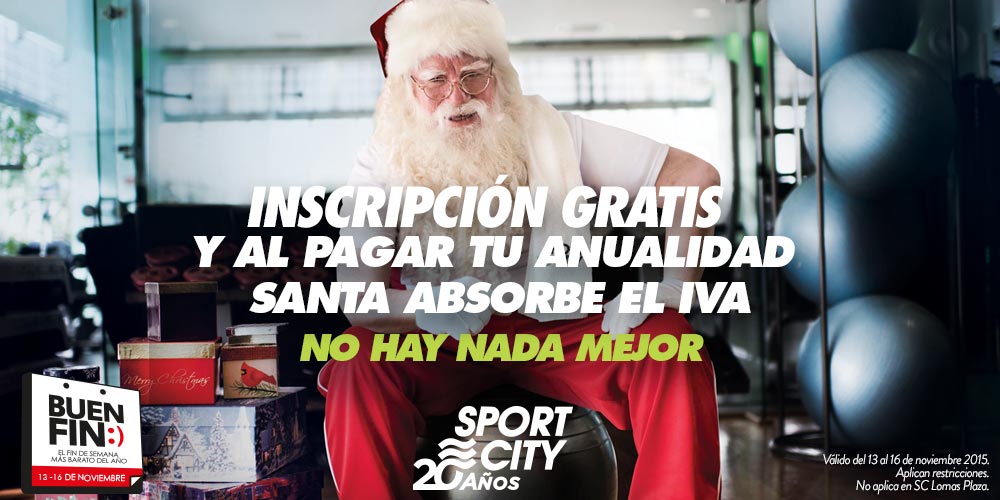 INSCRIPCIÓN GRATIS
Y AL PAGAR TU ANUALIDAD
SANTA ABSORBE EL IVA
NO HAY NADA MEJOR
Merry Christmas
BUEN
FIN:)
EL FIN DE SEMANA
MÁS BARATO DEL AÑO
13 -16 DE NOVIEMBRE
SPORT
CITY
20 AÑOS
Válido del 13 al 16 de noviembre 2015.
Aplican restricciones.
No aplica en SC Lomas Plaza.